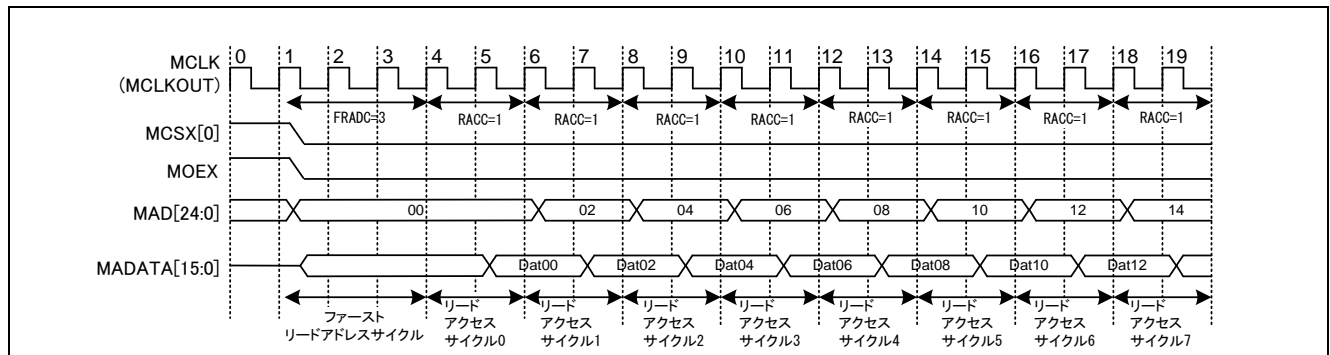 MCLK
(MCLKOUT)
0 1 2 3 4 5 6 7 8 9 10 11 12 13 14 15 16 17 18 19
FRADC=3 RACC=1 RACC=1 RACC=1 RACC=1 RACC=1 RACC=1 RACC=1 RACC=1
MCSX[0]
MOEX
MAD[24:0] 00 02 04 06 08 10 12 14
MADATA[15:0] Dat00 Dat02 Dat04 Dat06 Dat08 Dat10 Dat12
ファースト
リードアドレスサイクル
リード
アクセス
サイクル0
リード
アクセス
サイクル1
リード
アクセス
サイクル2
リード
アクセス
サイクル3
リード
アクセス
サイクル4
リード
アクセス
サイクル5
リード
アクセス
サイクル6
リード
アクセス
サイクル7